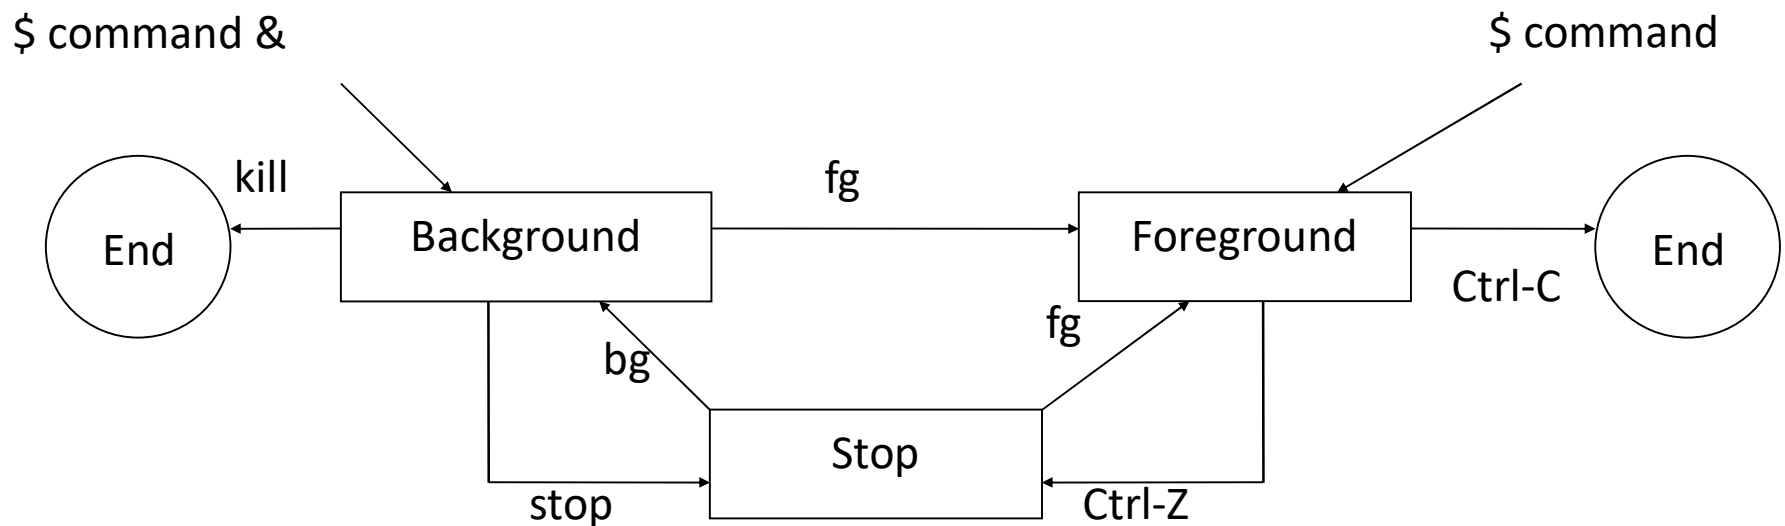 $ command &
$ command
kill
fg
End
Background
Foreground
End
Ctrl-C
fg
bg
Stop
stop
Ctrl-Z